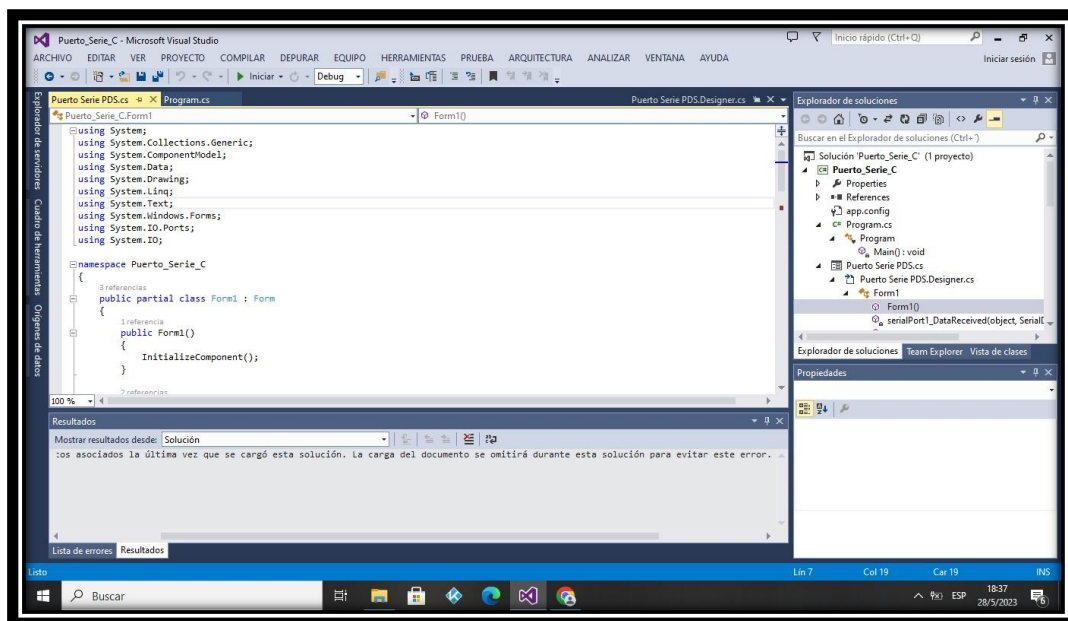 Puerto_Serie_C - Microsoft Visual Studio
Inicio rápido (Ctrl+Q)
ARCHIVO EDITAR VER PROYECTO COMPILAR DEPURAR EQUIPO HERRAMIENTAS PRUEBA ARQUITECTURA ANALIZAR VENTANA AYUDA
Iniciar sesión
Iniciar
Debug
Explorador de servidores
Cuadro de herramientas
Orígenes de datos
Puerto Serie PDS.cs
Program.cs
Puerto Serie PDS.Designer.cs
Puerto_Serie_C.Form1
Form1()
using System;
using System.Collections.Generic;
using System.ComponentModel;
using System.Data;
using System.Drawing;
using System.Linq;
using System.Text;
using System.Windows.Forms;
using System.IO.Ports;
using System.IO;
namespace Puerto_Serie_C
{
3 referencias
public partial class Form1 : Form
{
1 referencia
public Form1()
{
InitializeComponent();
}
2 referencias
100 %
Explorador de soluciones
Buscar en el Explorador de soluciones (Ctrl+´)
Solución 'Puerto_Serie_C' (1 proyecto)
Puerto_Serie_C
Properties
References
app.config
Program.cs
Program
Main() : void
Puerto Serie PDS.cs
Puerto Serie PDS.Designer.cs
Form1
Form1()
serialPort1_DataReceived(object, Serial
Explorador de soluciones Team Explorer Vista de clases
Propiedades
Resultados
Mostrar resultados desde: Solución
:os asociados la última vez que se cargó esta solución. La carga del documento se omitirá durante esta solución para evitar este error.
Lista de errores Resultados
Listo
Lín 7 Col 19 Car 19 INS
Buscar
ESP
18:37
28/5/2023
6